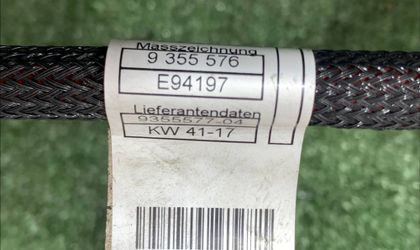 Masszeichnung
9 355 576
E94197
Lieferantendaten
9355577-04
KW 41-17